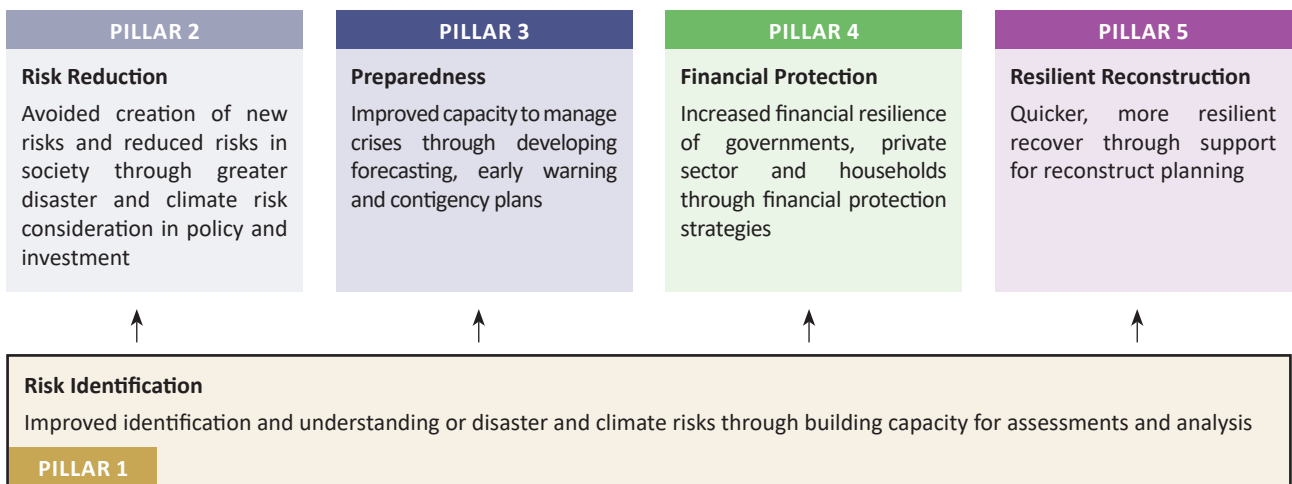 PILLAR 2
Risk Reduction
Avoided creation of new
risks and reduced risks in
society through greater
disaster and climate risk
consideration in policy and
investment
PILLAR 3
Preparedness
Improved capacity to manage
crises through developing
forecasting, early warning
and contigency plans
PILLAR 4
Financial Protection
Increased financial resilience
of governments, private
sector and households
through financial protection
strategies
PILLAR 5
Resilient Reconstruction
Quicker, more resilient
recover through support
for reconstruct planning
Risk Identification
Improved identification and understanding or disaster and climate risks through building capacity for assessments and analysis
PILLAR 1